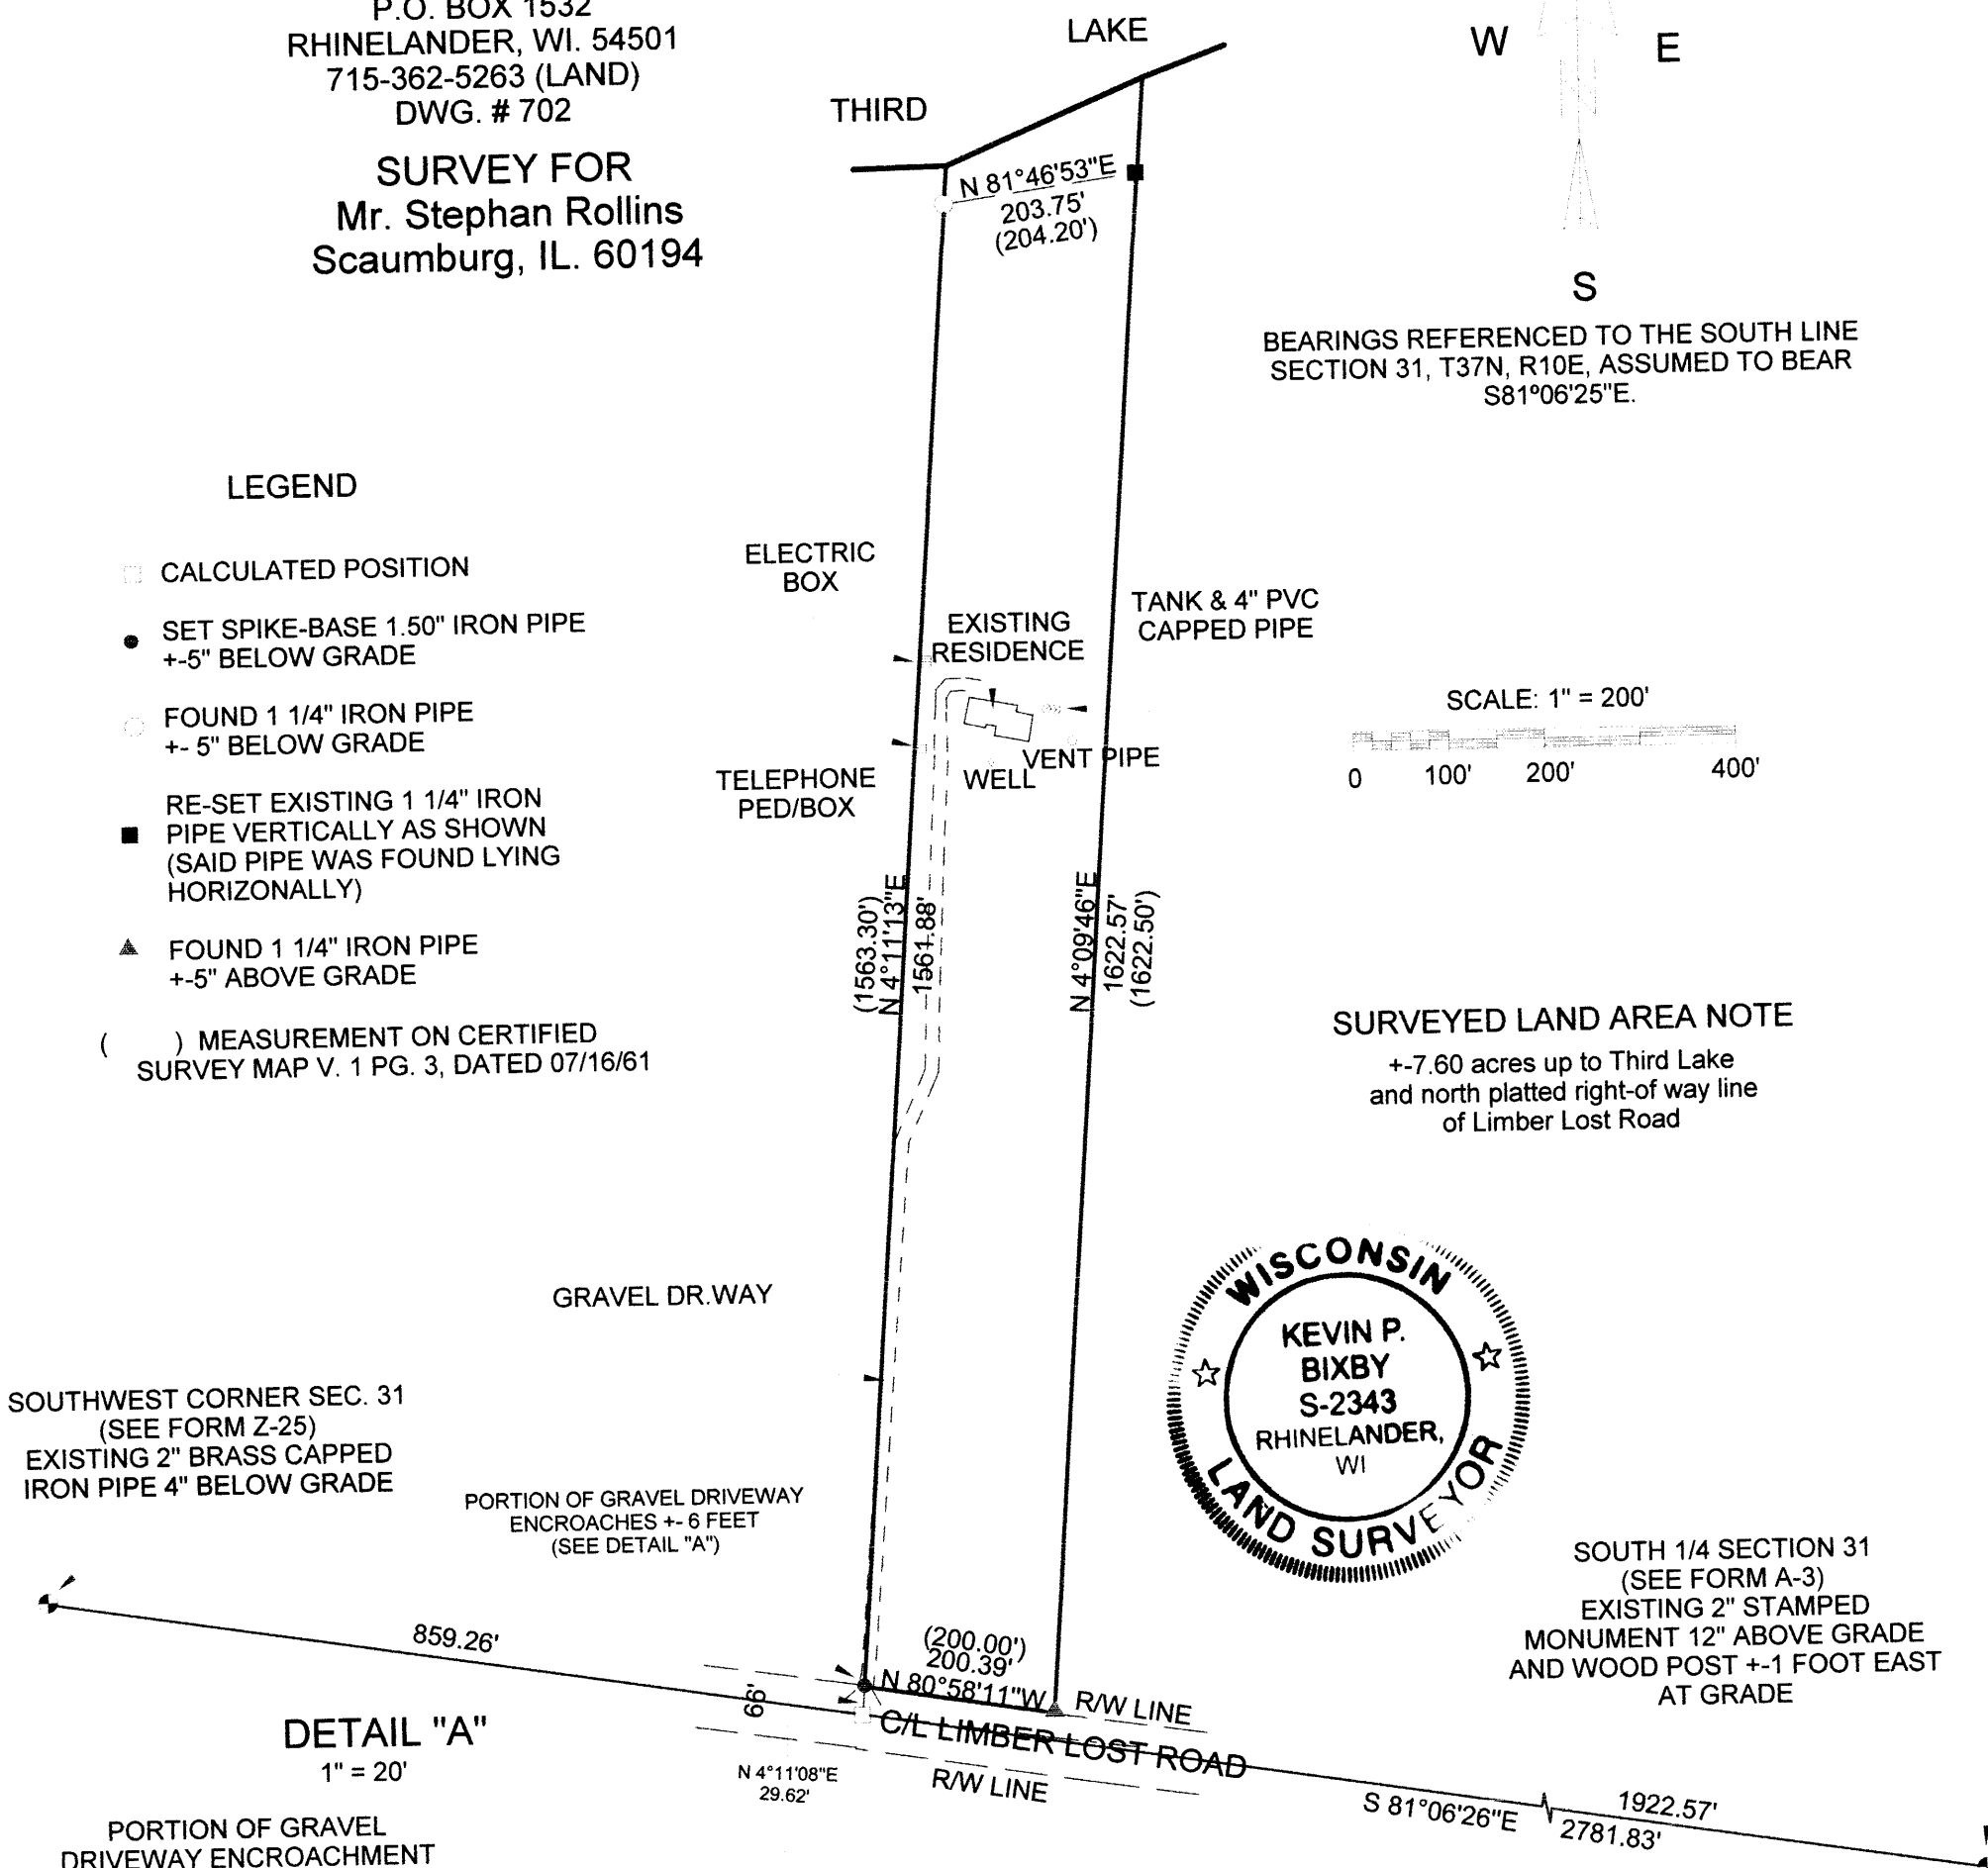 P.O. BOX 1532
RHINELANDER, WI. 54501
715-362-5263 (LAND)
DWG. # 702
SURVEY FOR
Mr. Stephan Rollins
Scaumburg, IL. 60194
LAKE
THIRD
N 81°46'53"E
203.75'
(204.20')
W
E
S
BEARINGS REFERENCED TO THE SOUTH LINE
SECTION 31, T37N, R10E, ASSUMED TO BEAR
S81º06'25"E.
LEGEND
CALCULATED POSITION
SET SPIKE-BASE 1.50" IRON PIPE
+-5" BELOW GRADE
FOUND 1 1/4" IRON PIPE
+- 5" BELOW GRADE
RE-SET EXISTING 1 1/4" IRON
PIPE VERTICALLY AS SHOWN
(SAID PIPE WAS FOUND LYING
HORIZONALLY)
FOUND 1 1/4" IRON PIPE
+-5" ABOVE GRADE
( ) MEASUREMENT ON CERTIFIED
SURVEY MAP V. 1 PG. 3, DATED 07/16/61
ELECTRIC
BOX
EXISTING
RESIDENCE
TANK & 4" PVC
CAPPED PIPE
TELEPHONE
PED/BOX
WELL
VENT PIPE
SCALE: 1" = 200'
0 100' 200' 400'
(1563.30')
N 4°11'13"E
1561.88'
N 4°09'46"E
1622.57'
(1622.50')
SURVEYED LAND AREA NOTE
+-7.60 acres up to Third Lake
and north platted right-of way line
of Limber Lost Road
GRAVEL DR.WAY
WISCONSIN
KEVIN P.
BIXBY
S-2343
RHINELANDER,
WI
LAND SURVEYOR
SOUTHWEST CORNER SEC. 31
(SEE FORM Z-25)
EXISTING 2" BRASS CAPPED
IRON PIPE 4" BELOW GRADE
PORTION OF GRAVEL DRIVEWAY
ENCROACHES +- 6 FEET
(SEE DETAIL "A")
SOUTH 1/4 SECTION 31
(SEE FORM A-3)
EXISTING 2" STAMPED
MONUMENT 12" ABOVE GRADE
AND WOOD POST +-1 FOOT EAST
AT GRADE
859.26'
(200.00')
200.39'
N 80°58'11"W
R/W LINE
66'
C/L LIMBER LOST ROAD
N 4°11'08"E
29.62'
R/W LINE
S 81°06'26"E
1922.57'
2781.83'
DETAIL "A"
1" = 20'
PORTION OF GRAVEL
DRIVEWAY ENCROACHMENT